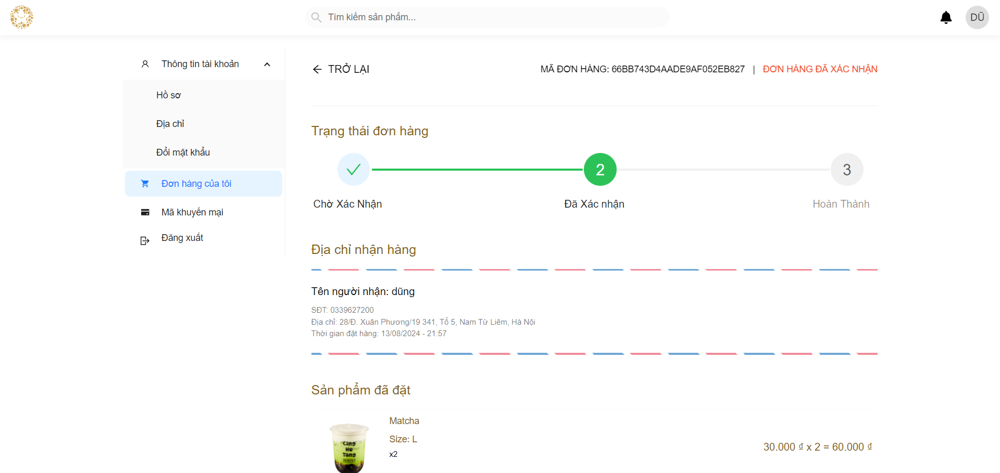 Tìm kiếm sản phẩm...
DŨ
Thông tin tài khoản
Hồ sơ
Địa chỉ
Đổi mật khẩu
Đơn hàng của tôi
Mã khuyến mại
Đăng xuất
TRỞ LẠI
MÃ ĐƠN HÀNG: 66BB743D4AADE9AF052EB827 | ĐƠN HÀNG ĐÃ XÁC NHẬN
Trạng thái đơn hàng
2
3
Chờ Xác Nhận
Đã Xác nhận
Hoàn Thành
Địa chỉ nhận hàng
Tên người nhận: dũng
SĐT: 0339627200
Địa chỉ: 28/Đ. Xuân Phương/19 341, Tổ 5, Nam Từ Liêm, Hà Nội
Thời gian đặt hàng: 13/08/2024 - 21:57
Sản phẩm đã đặt
Cing
Hu
Tang
Matcha
Size: L
x2
30.000 ₫ x 2 = 60.000 ₫